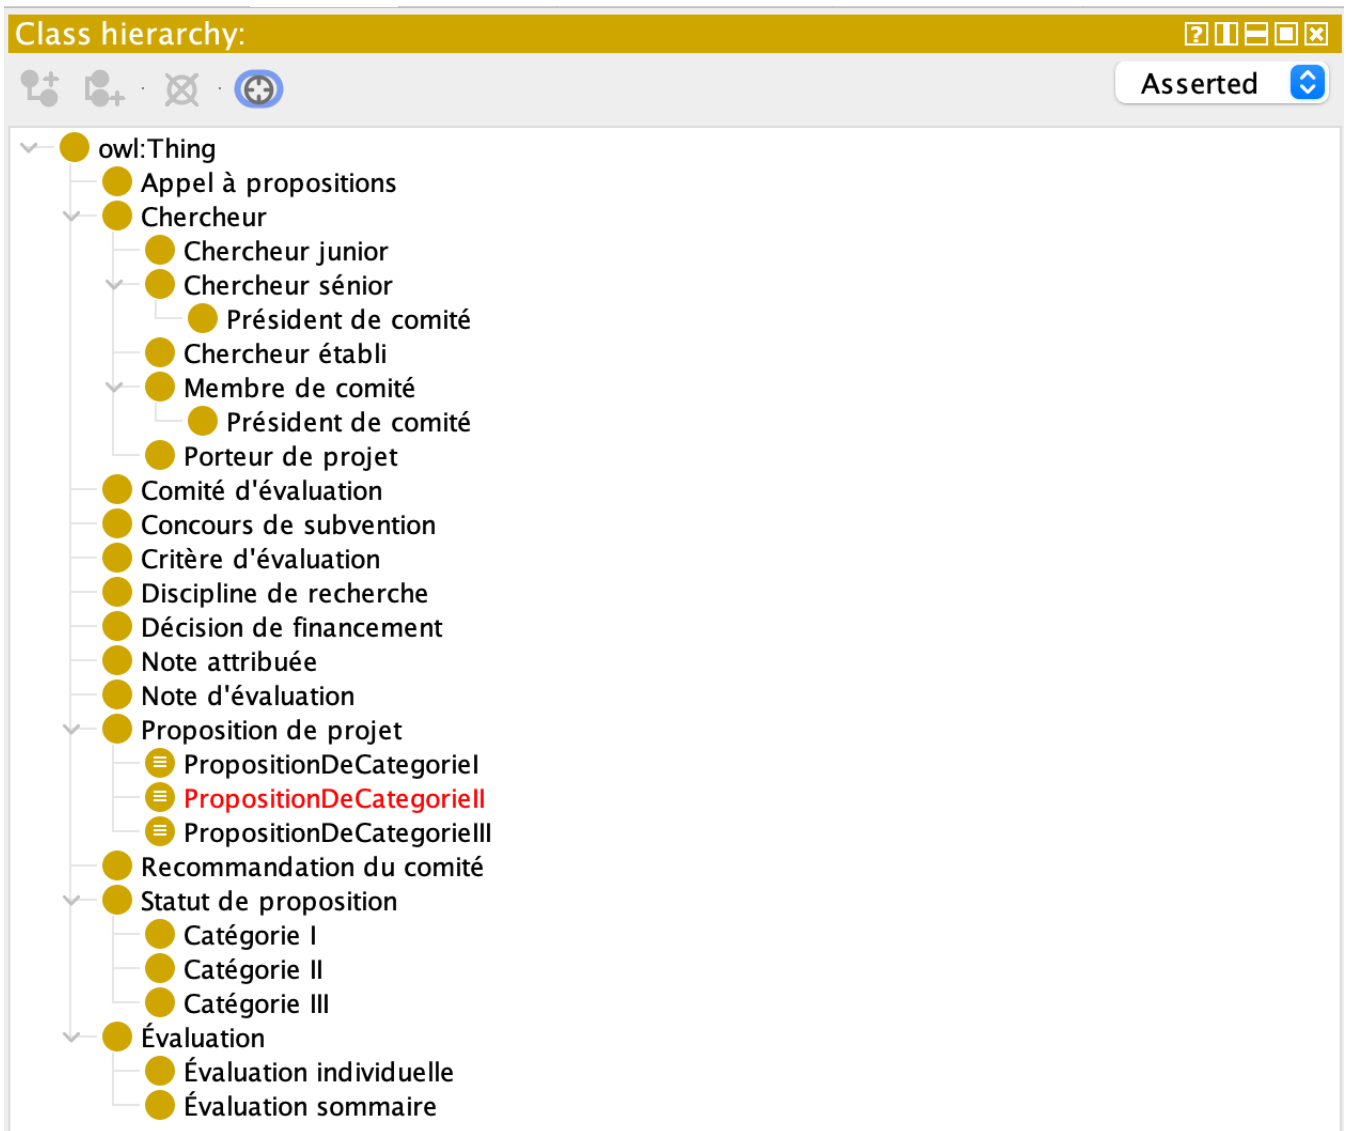 Class hierarchy:
Asserted
owl:Thing
Appel à propositions
Chercheur
Chercheur junior
Chercheur sénior
Président de comité
Chercheur établi
Membre de comité
Président de comité
Porteur de projet
Comité d'évaluation
Concours de subvention
Critère d'évaluation
Discipline de recherche
Décision de financement
Note attribuée
Note d'évaluation
Proposition de projet
PropositionDeCategorieI
PropositionDeCategorieII
PropositionDeCategorieIII
Recommandation du comité
Statut de proposition
Catégorie I
Catégorie II
Catégorie III
Évaluation
Évaluation individuelle
Évaluation sommaire